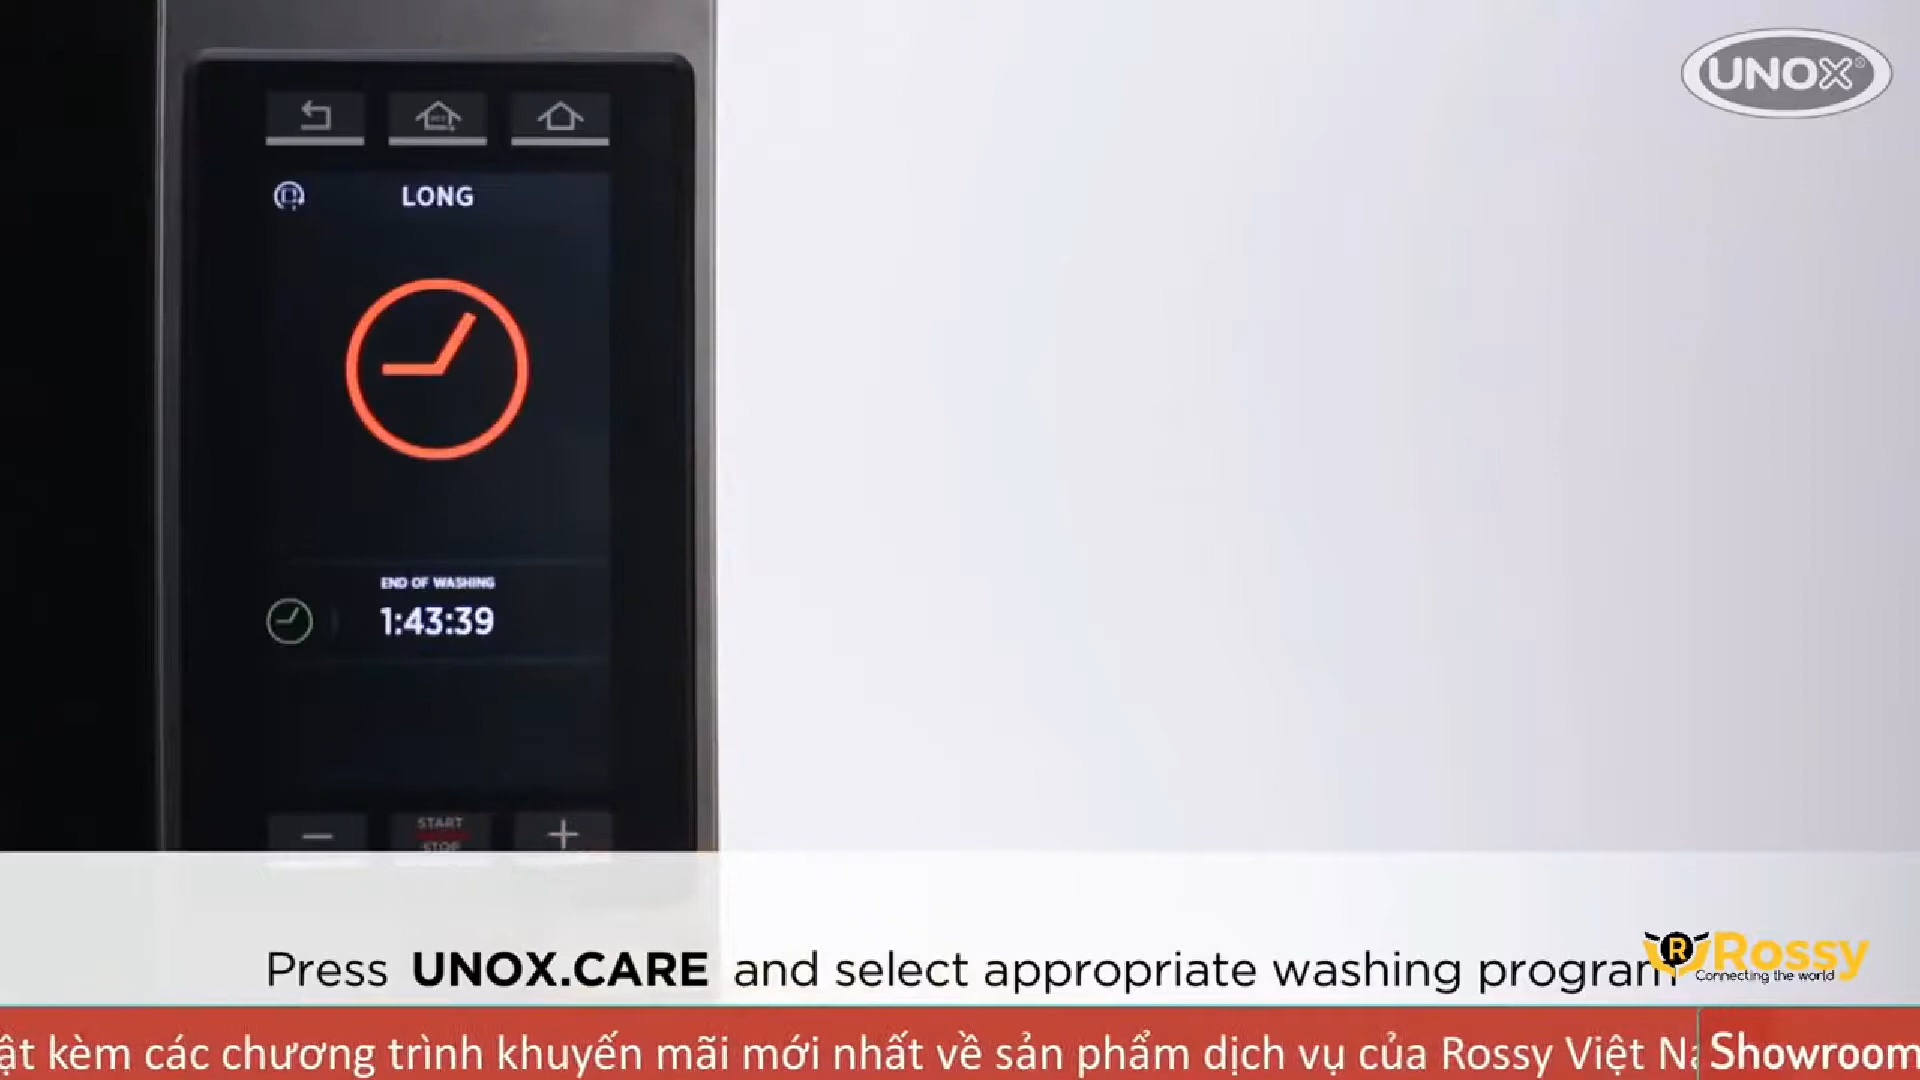 UNOX
LONG
END OF WASHING
1:43:39
START
STOP
Press UNOX.CARE and select appropriate washing program
Rossy
Connecting the world
kèm các chương trình khuyến mãi mới nhất về sản phẩm dịch vụ của Rossy Việt
Showroom